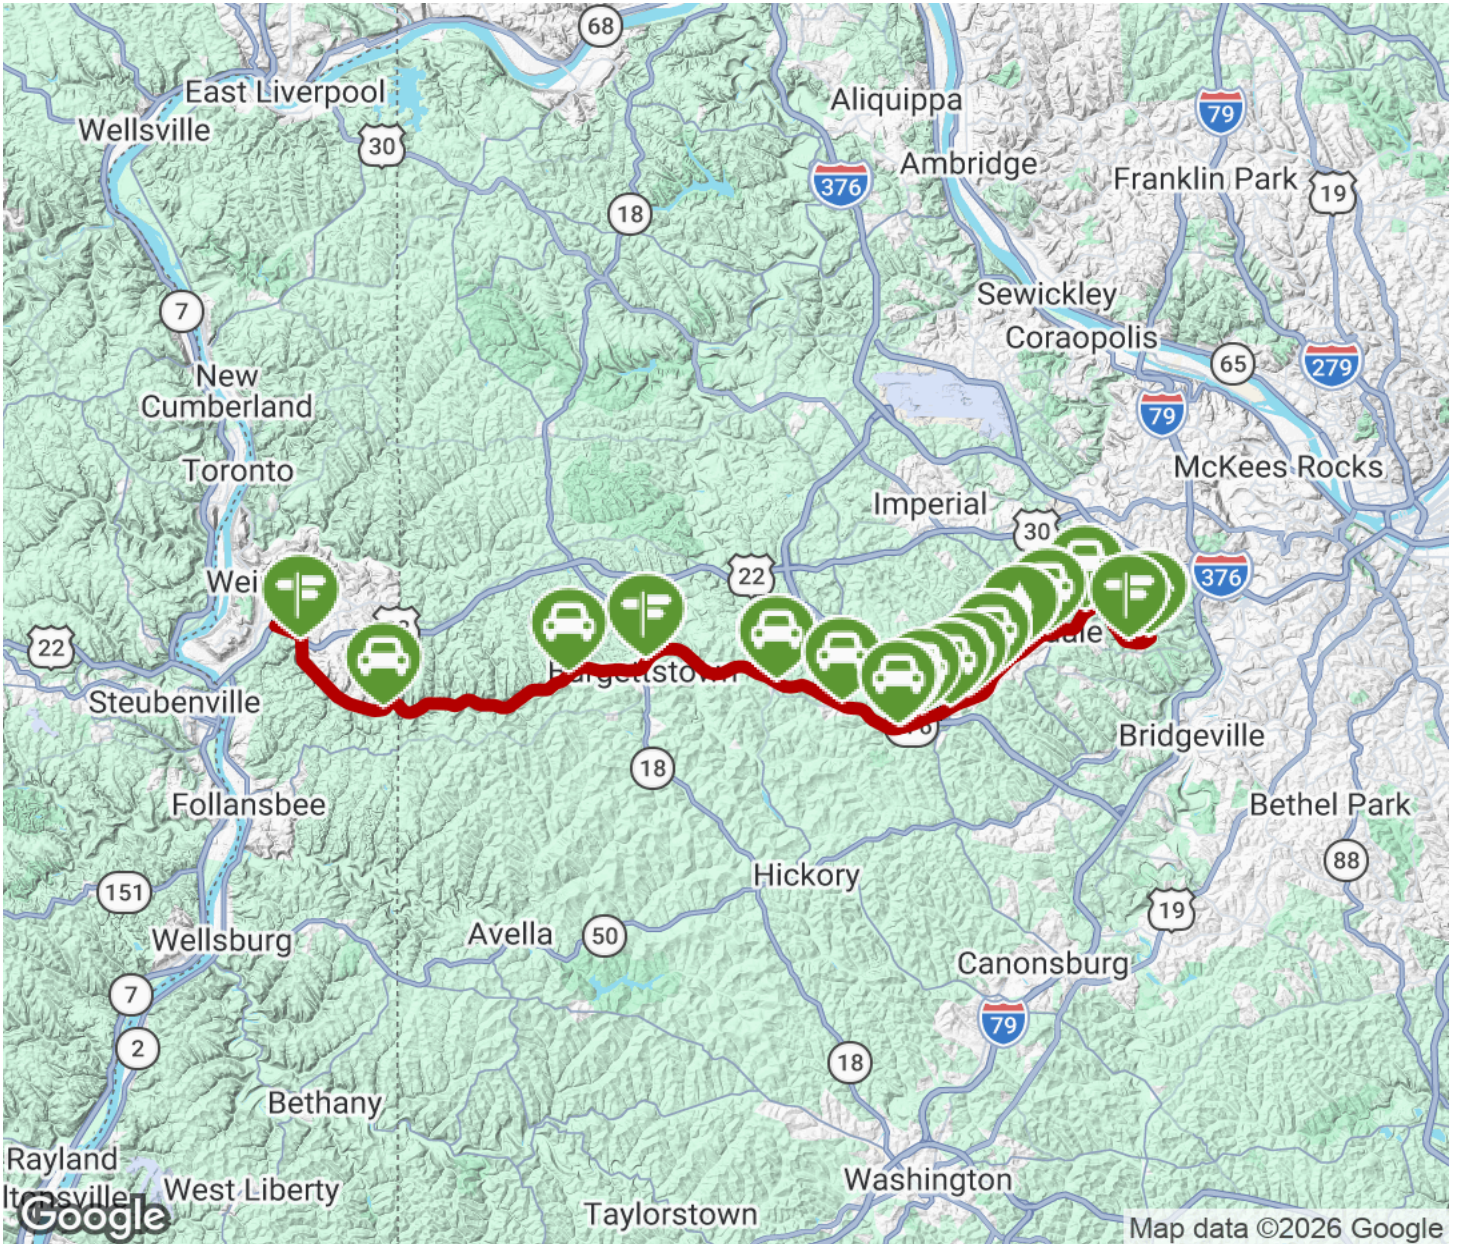 68
East Liverpool
Aliquippa
79
Wellsville
30
Ambridge
376
Franklin Park
19
18
Sewickley
7
Coraopolis
65
279
New
Cumberland
79
Toronto
McKees Rocks
Imperial
30
Wei
22
376
22
Burgettstown
Steubenville
Bridgeville
18
Follansbee
Bethel Park
88
Hickory
151
19
Avella
50
Wellsburg
Canonsburg
7
79
2
18
Bethany
Rayland
Washington
West Liberty
Taylorstown
Google
Map data ©2026 Google